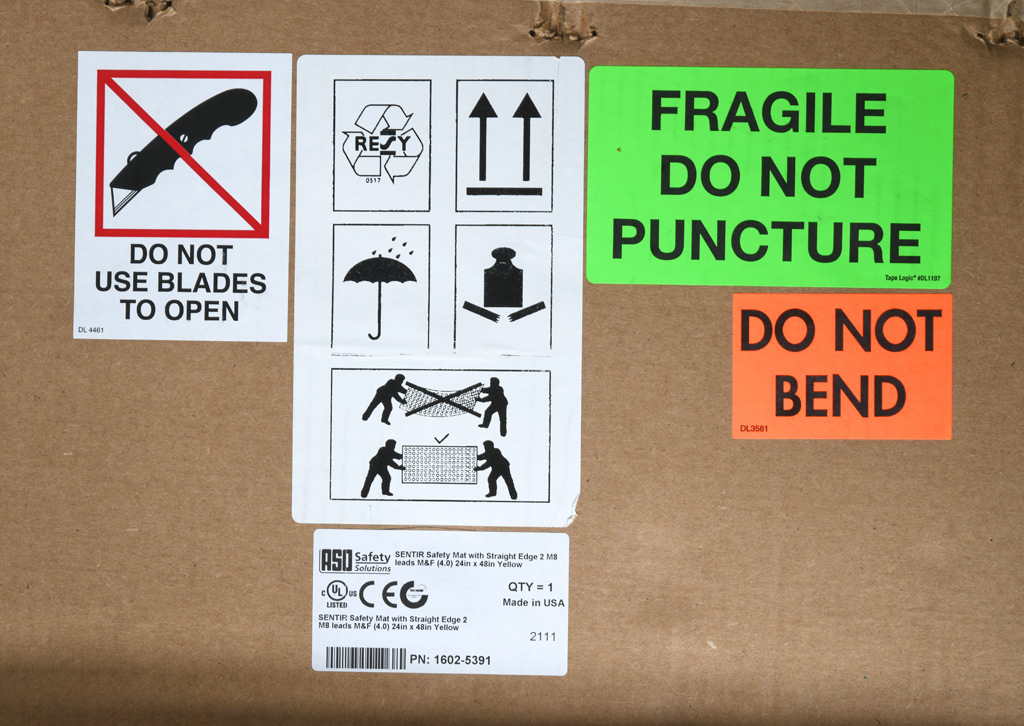 DO NOT
USE BLADES
TO OPEN
DL 4461
RESY
0517
FRAGILE
DO NOT
PUNCTURE
Tape Logic® #DL1197
DO NOT
BEND
DL3581
ASO Safety
Solutions
SENTIR Safety Mat with Straight Edge 2 M8
leads M&F (4.0) 24in x 48in Yellow
C UL US
LISTED
CE
QTY = 1
Made in USA
SENTIR Safety Mat with Straight Edge 2
M8 leads M&F (4.0) 24in x 48in Yellow
2111
PN: 1602-5391